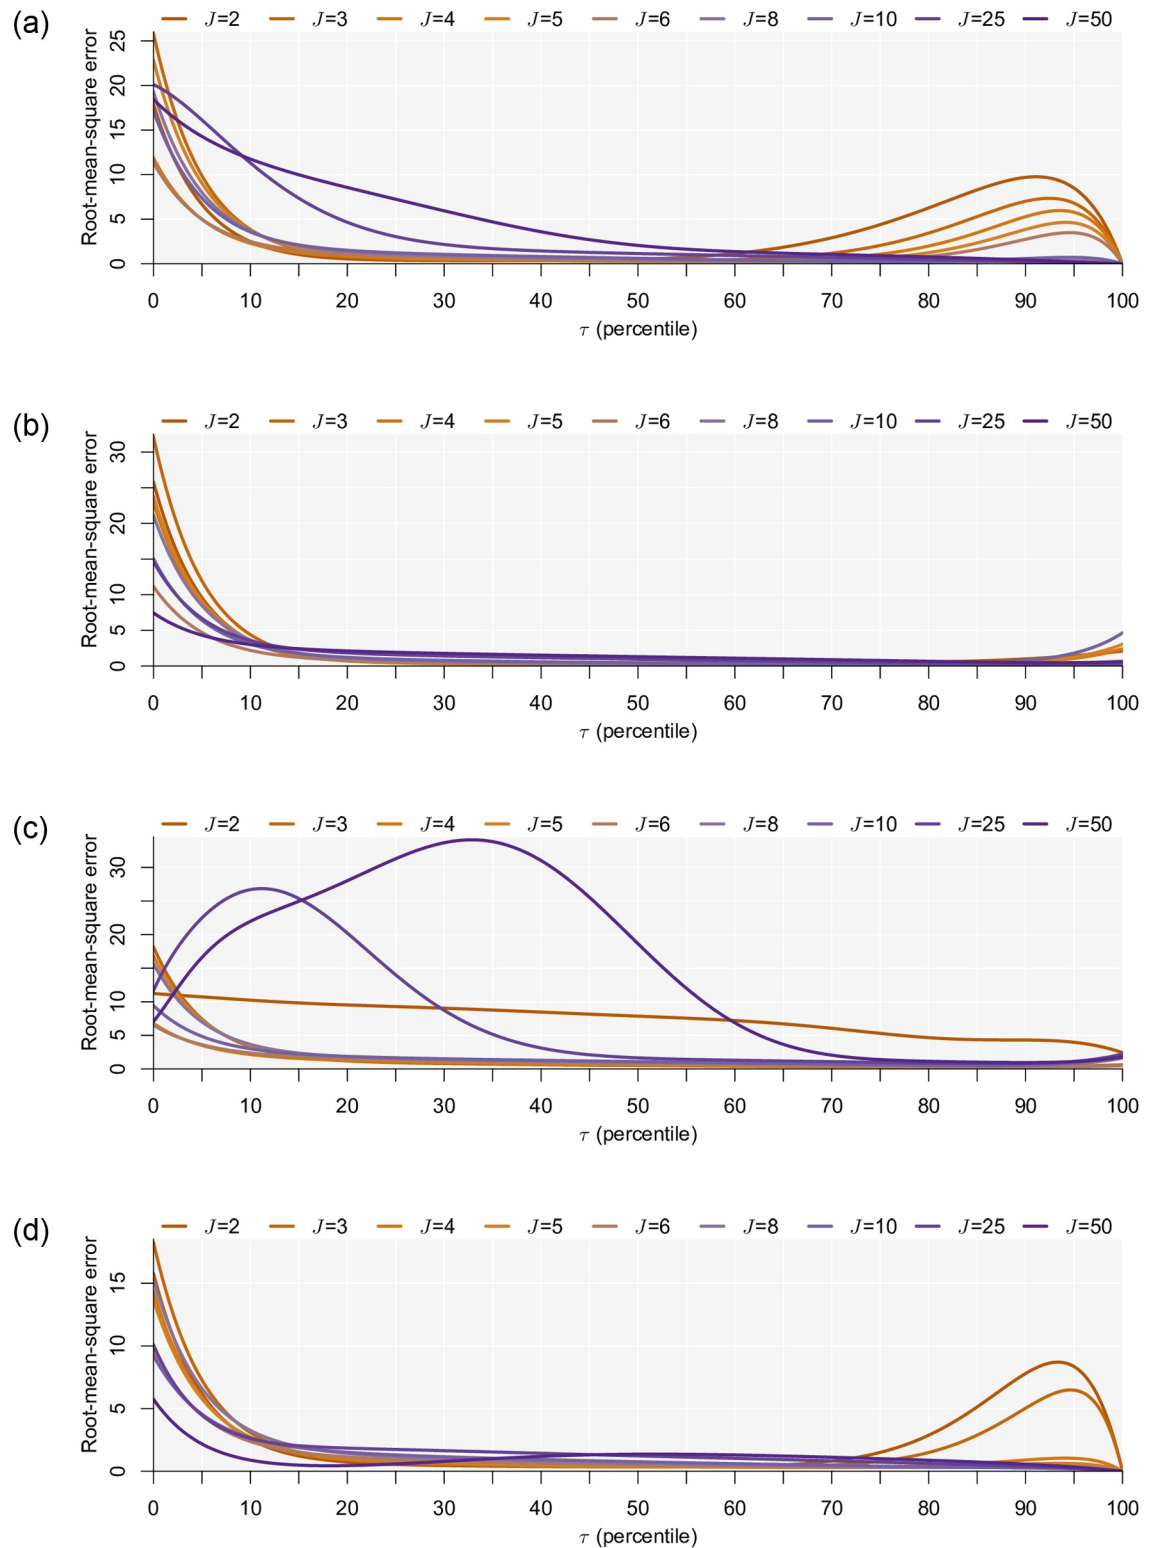 (a) J=2 J=3 J=4 J=5 J=6 J=8 J=10 J=25 J=50
Root-mean-square error
25
20
15
10
5
0
0 10 20 30 40 50 60 70 80 90 100
τ (percentile)
(b) J=2 J=3 J=4 J=5 J=6 J=8 J=10 J=25 J=50
Root-mean-square error
30
20
10
5
0
0 10 20 30 40 50 60 70 80 90 100
τ (percentile)
(c) J=2 J=3 J=4 J=5 J=6 J=8 J=10 J=25 J=50
Root-mean-square error
30
20
10
5
0
0 10 20 30 40 50 60 70 80 90 100
τ (percentile)
(d) J=2 J=3 J=4 J=5 J=6 J=8 J=10 J=25 J=50
Root-mean-square error
15
10
5
0
0 10 20 30 40 50 60 70 80 90 100
τ (percentile)